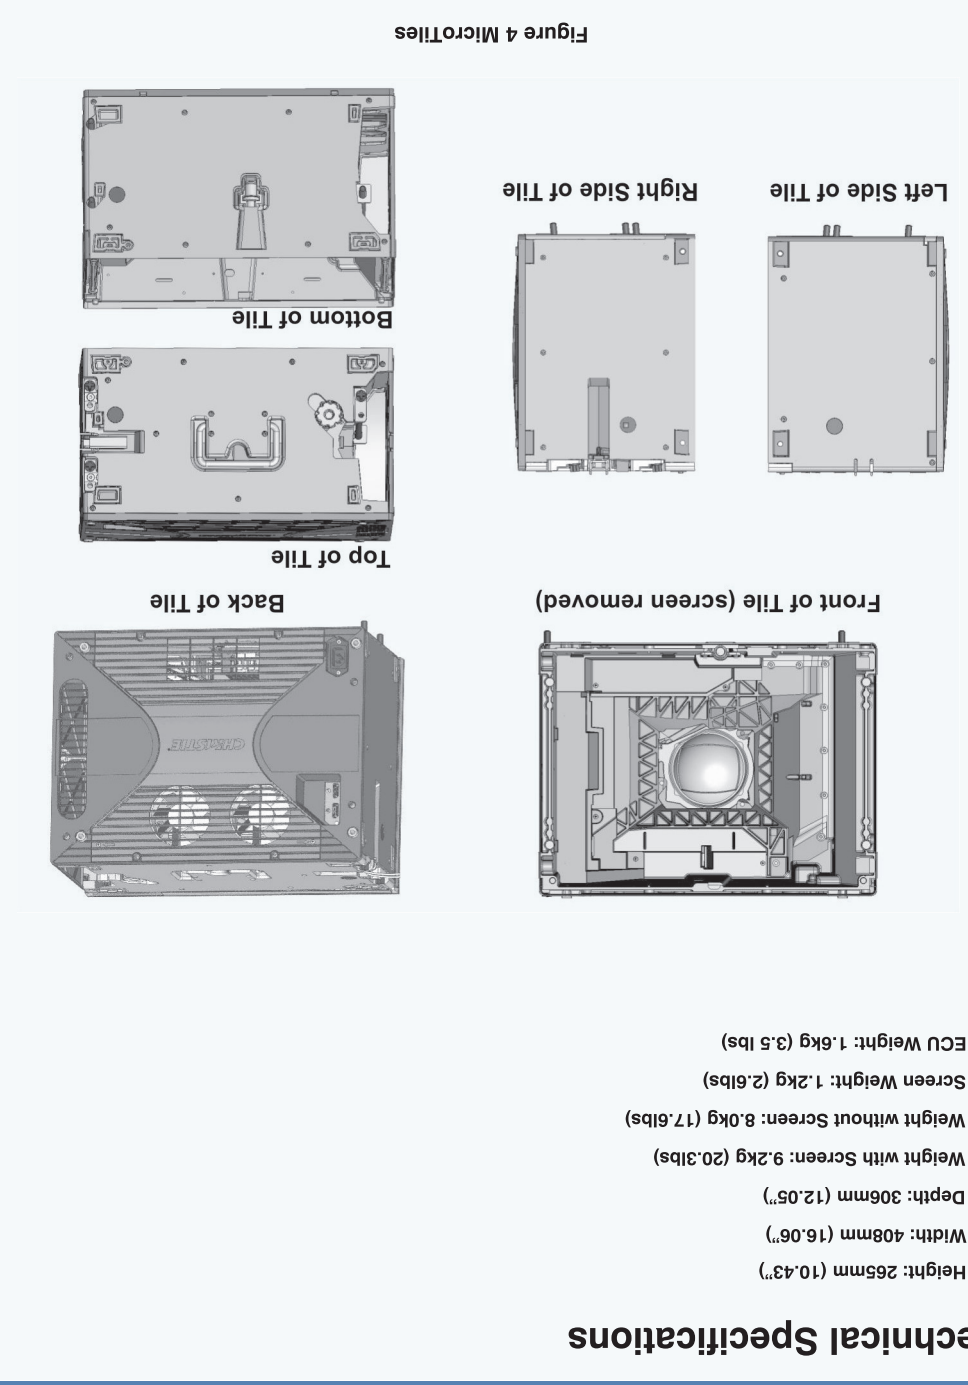 echnical Specifications
Height: 265mm (10.43”)
Width: 408mm (16.06”)
Depth: 306mm (12.05”)
Weight with Screen: 9.2kg (20.3lbs)
Weight without Screen: 8.0kg (17.6lbs)
Screen Weight: 1.2kg (2.6lbs)
ECU Weight: 1.6kg (3.5 lbs)
CHRISTIE
Front of Tile (screen removed)
Back of Tile
Top of Tile
Left Side of Tile
Right Side of Tile
Bottom of Tile
Figure 4 MicroTiles